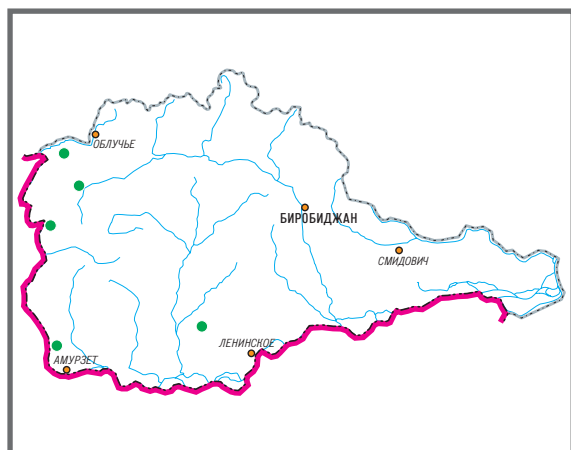 ОБЛУЧЬЕ
БИРОБИДЖАН
СМИДОВИЧ
ЛЕНИНСКОЕ
АМУРЗЕТ